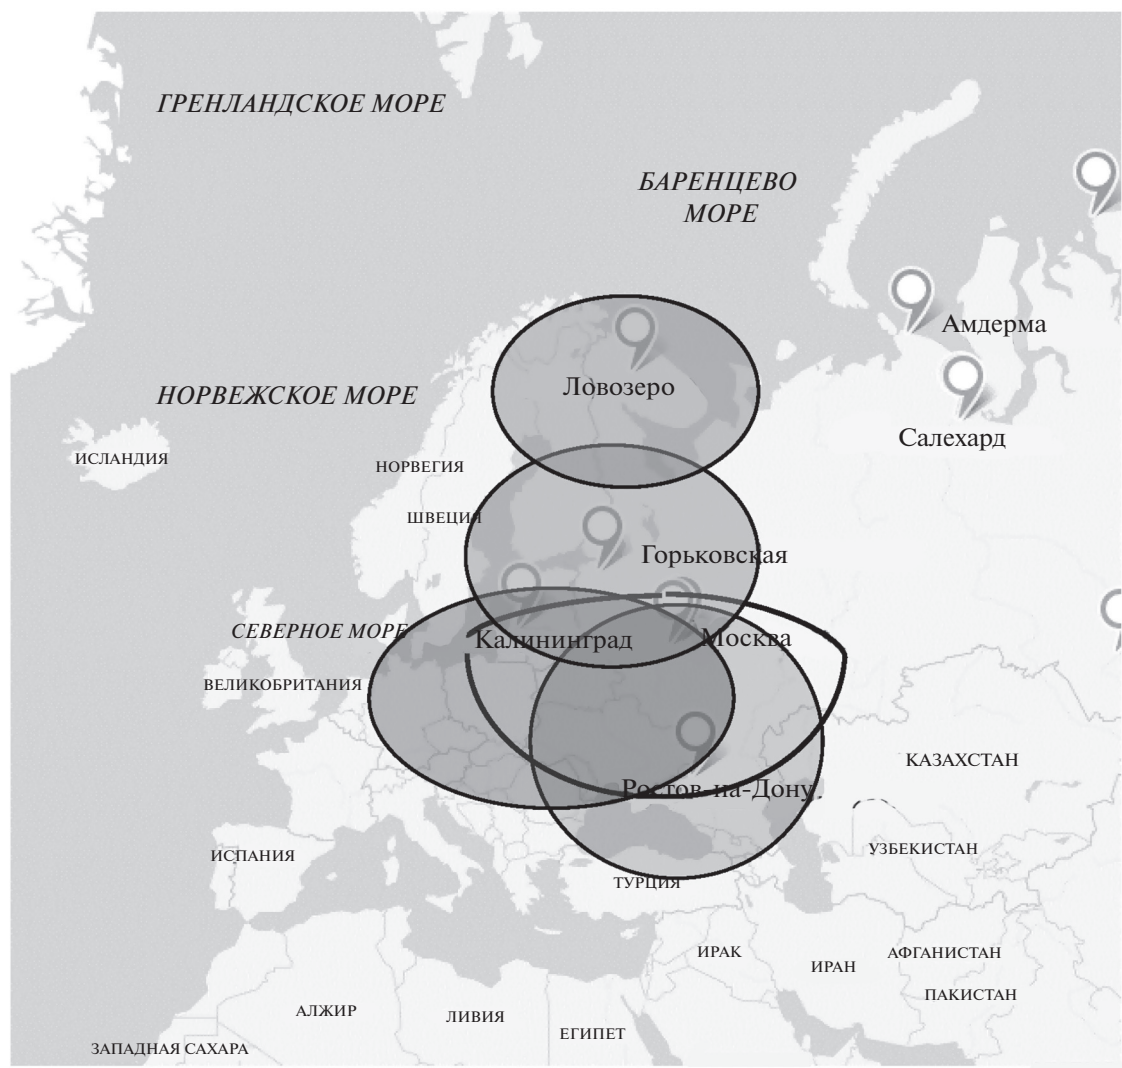 ГРЕНЛАНДСКОЕ МОРЕ
БАРЕНЦЕВО
МОРЕ
Амдерма
Ловозеро
НОРВЕЖСКОЕ МОРЕ
Салехард
ИСЛАНДИЯ
НОРВЕГИЯ
ШВЕЦИЯ
Горьковская
СЕВЕРНОЕ МОРЕ
Калининград
Москва
ВЕЛИКОБРИТАНИЯ
КАЗАХСТАН
Ростов-на-Дону
УЗБЕКИСТАН
ИСПАНИЯ
ТУРЦИЯ
ИРАК
АФГАНИСТАН
ИРАН
ПАКИСТАН
АЛЖИР
ЛИВИЯ
ЕГИПЕТ
ЗАПАДНАЯ САХАРА